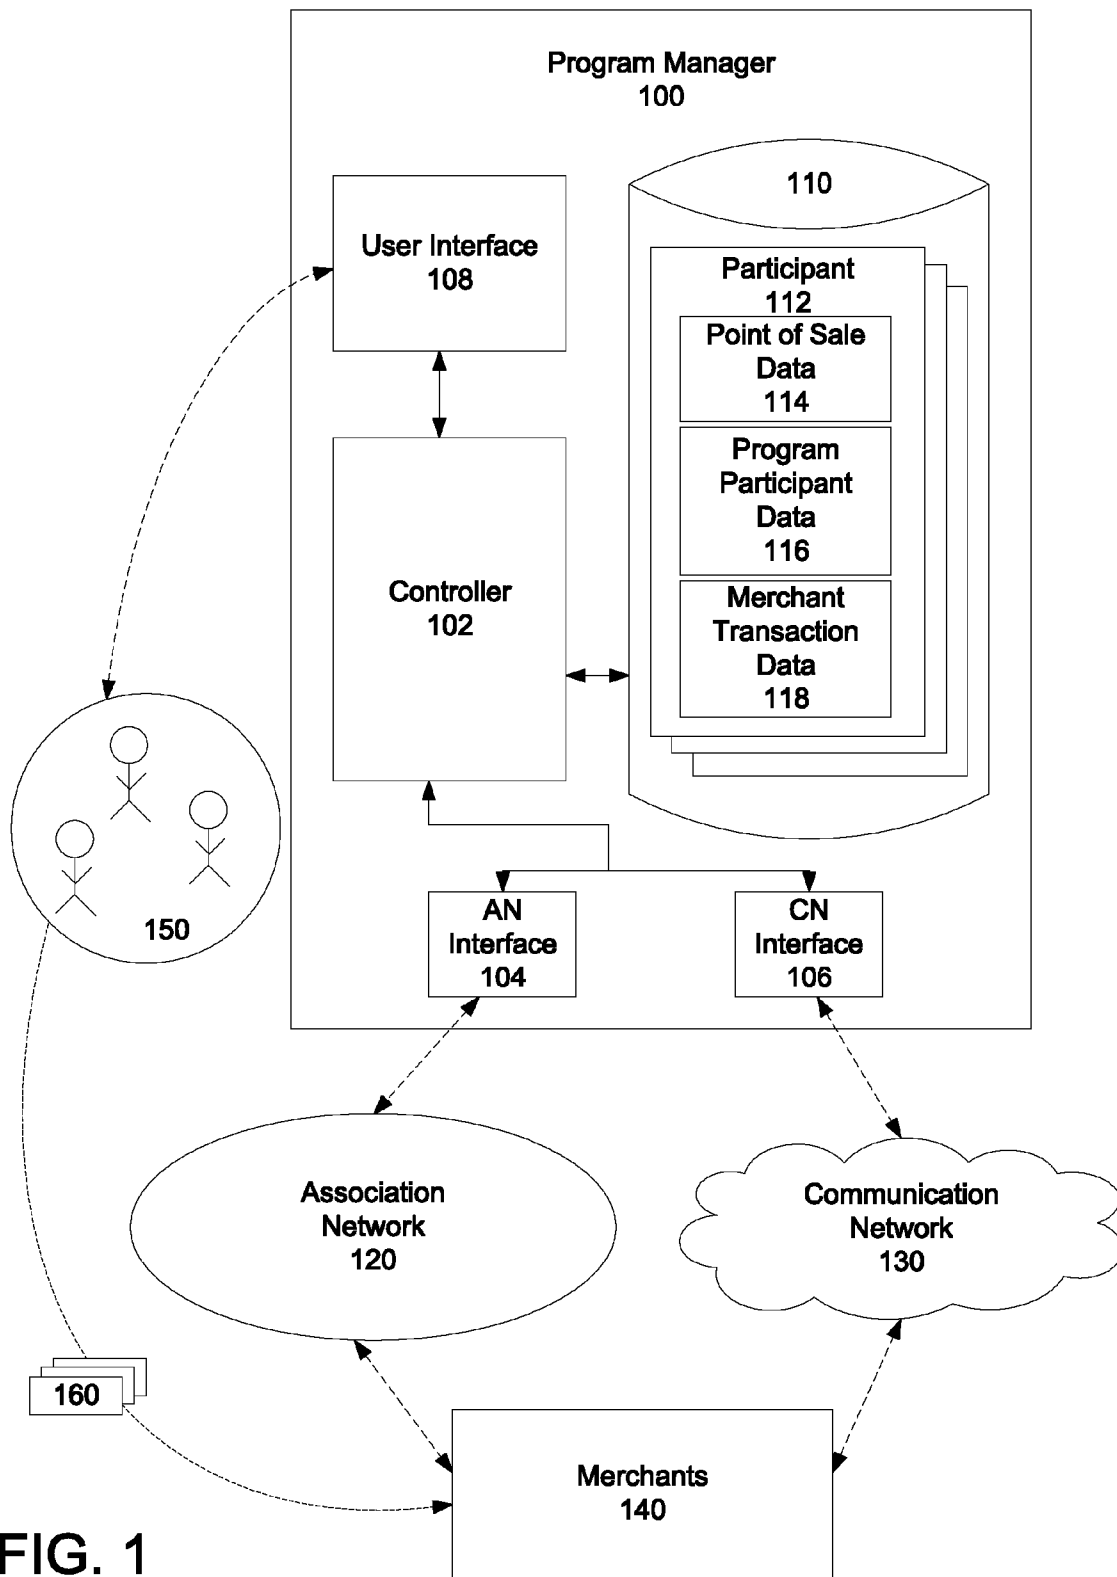 Program Manager
100
110
User Interface
108
Participant
112
Point of Sale
Data
114
Program
Participant
Data
116
Controller
102
Merchant
Transaction
Data
118
AN
Interface
104
CN
Interface
106
150
Association
Network
120
Communication
Network
130
160
Merchants
140
FIG. 1